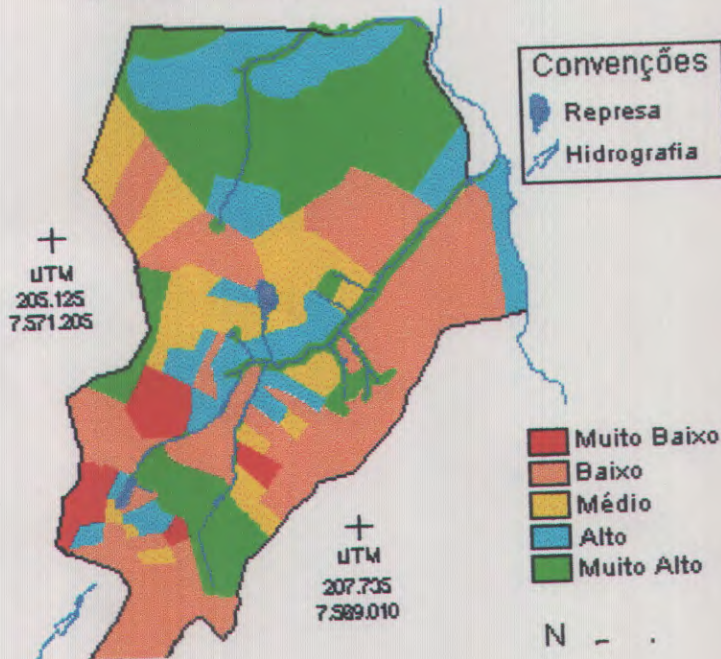 Convenções
Represa
Hidrografia
UTM
205.125
7.571.205
Muito Baixo
Baixo
Médio
Alto
Muito Alto
UTM
207.735
7.569.010
N